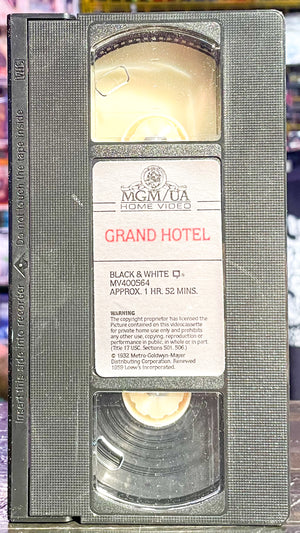 VHS
Do not touch the tape inside
Insert this side into recorder
MGM/UA
HOME VIDEO
GRAND HOTEL
BLACK & WHITE
MV400564
APPROX. 1 HR. 52 MINS.
WARNING
The copyright proprietor has licensed the
Picture contained on this videocassette
for private home use only and prohibits
any other use, copying, reproduction or
performance in public, in whole or in part.
(Title 17 USC. Sections 501, 506.)
© 1932 Metro-Goldwyn-Mayer
Distributing Corporation. Renewed
1959 Loew's Incorporated.